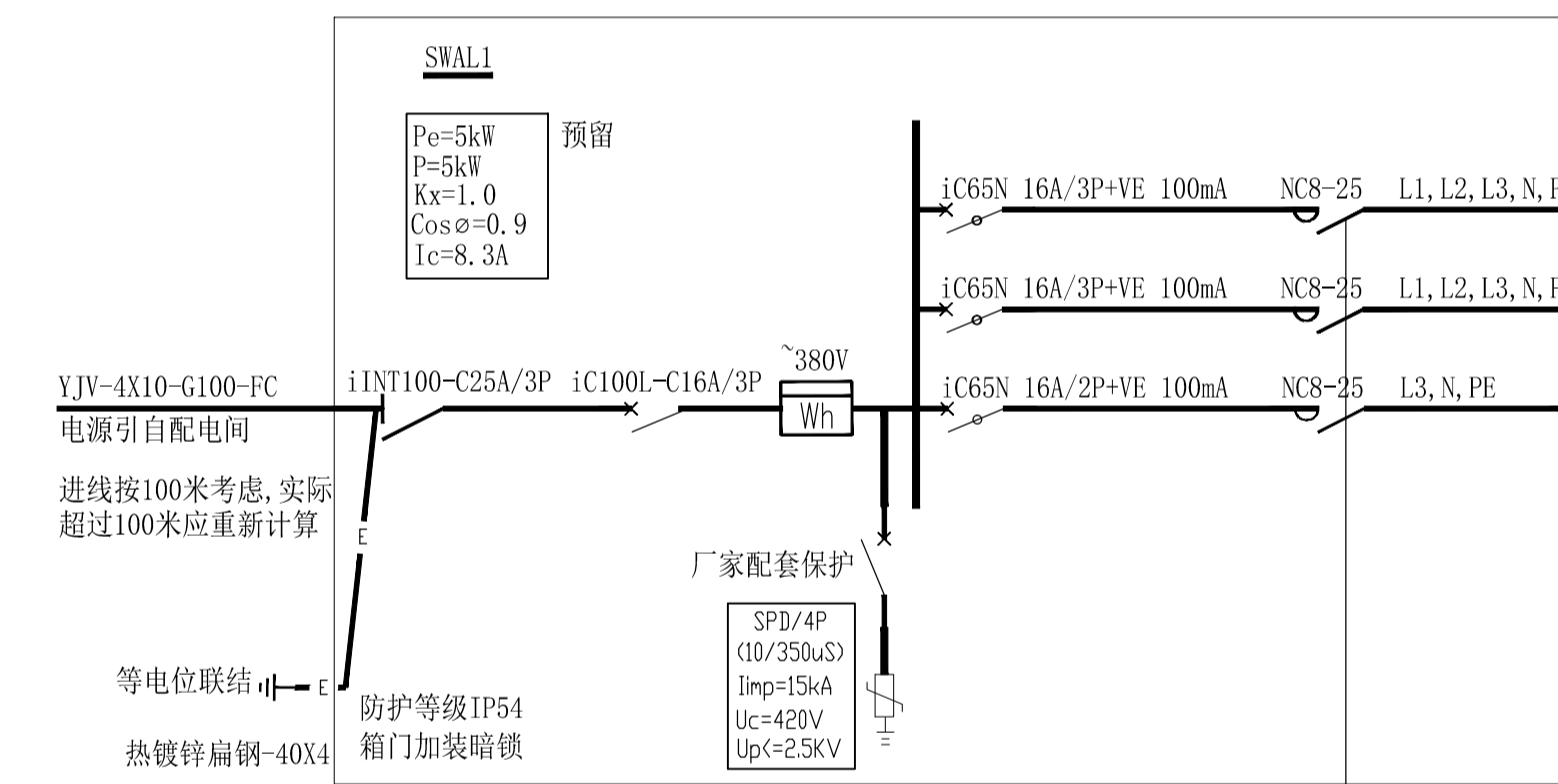 SWAL1
Pe=5kW
P=5kW
Kx=1.0
Cosø=0.9
Ic=8.3A
预留
iC65N 16A/3P+VE 100mA NC8-25 L1,L2,L3,N,P
iC65N 16A/3P+VE 100mA NC8-25 L1,L2,L3,N,P
~380V
YJV-4X10-G100-FC iINT100-C25A/3P iC100L-C16A/3P iC65N 16A/2P+VE 100mA NC8-25 L3,N,PE
Wh
电源引自配电间
进线按100米考虑,实际
超过100米应重新计算
E
厂家配套保护
SPD/4P
(10/350uS)
Iimp=15kA
Uc=420V
Up<=2.5KV
等电位联结 E
防护等级IP54
箱门加装暗锁
热镀锌扁钢-40X4